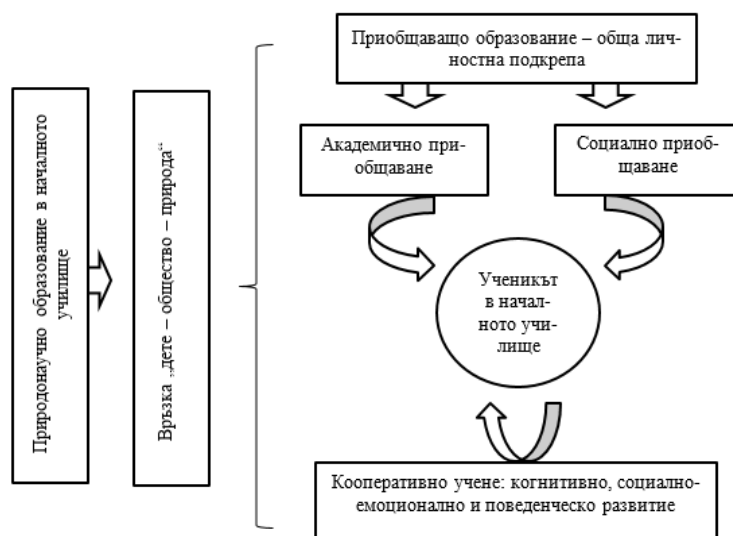 Природонаучно образование в началното
училище
Връзка „дете – общество – природа“
Приобщаващо образование – обща лич-
ностна подкрепа
Академично при-
общаване
Социално приоб-
щаване
Ученикът
в начал-
ното учи-
лище
Кооперативно учене: когнитивно, социално-
емоционално и поведенческо развитие